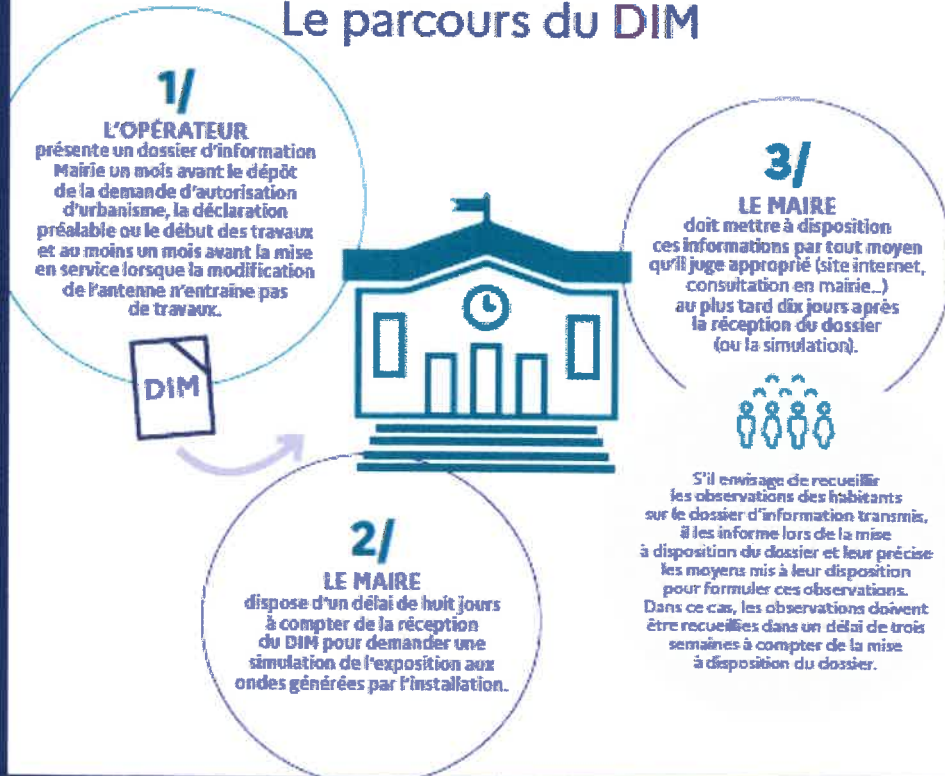 Le parcours du DIM
1/
L'OPÉRATEUR
présente un dossier d'information
Mairie un mois avant le dépôt
de la demande d'autorisation
d'urbanisme, la déclaration
préalable ou le début des travaux
et au moins un mois avant la mise
en service lorsque la modification
de l'antenne n'entraîne pas
de travaux.
DIM
2/
LE MAIRE
dispose d'un délai de huit jours
à compter de la réception
du DIM pour demander une
simulation de l'exposition aux
ondes générées par l'installation.
3/
LE MAIRE
doit mettre à disposition
ces informations par tout moyen
qu'il juge approprié (site internet,
consultation en mairie...)
au plus tard dix jours après
la réception du dossier
(ou la simulation).
S'il envisage de recueillir
les observations des habitants
sur le dossier d'information transmis,
il les informe lors de la mise
à disposition du dossier et leur précise
les moyens mis à leur disposition
pour formuler ces observations.
Dans ce cas, les observations doivent
être recueillies dans un délai de trois
semaines à compter de la mise
à disposition du dossier.